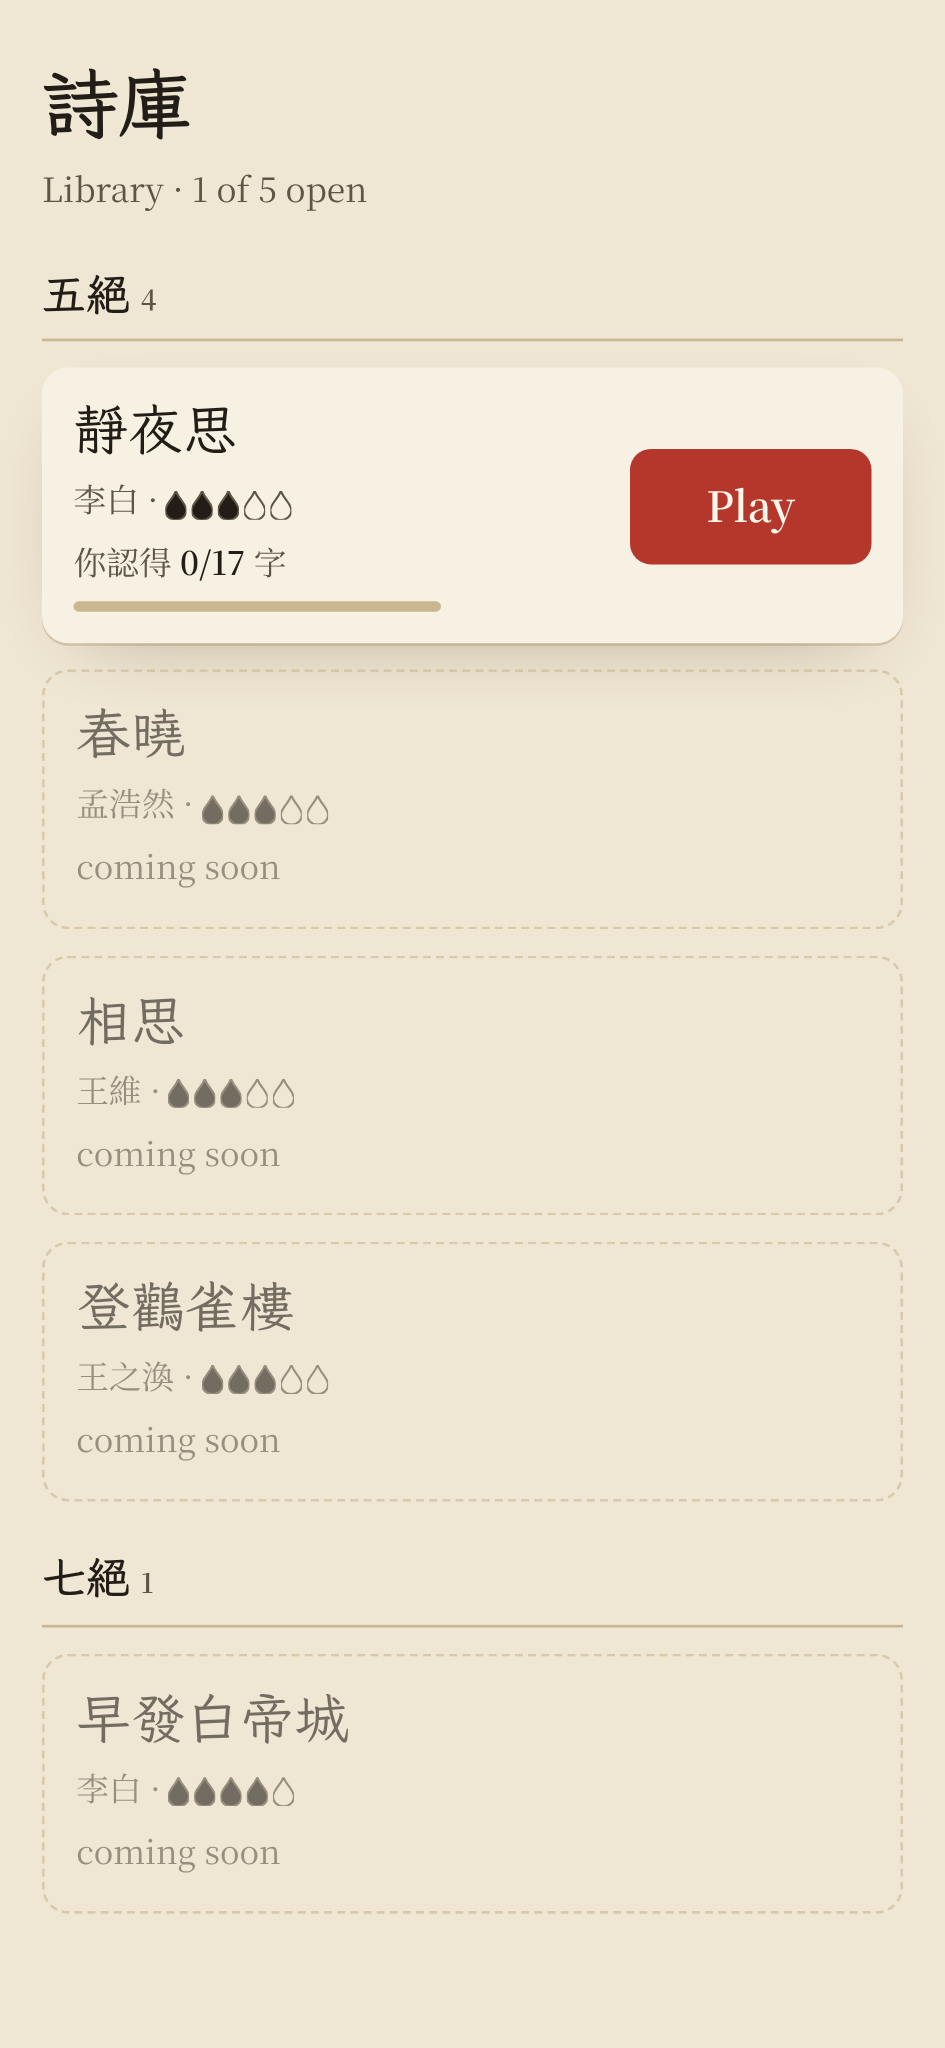 詩庫
Library · 1 of 5 open
五絕 4
靜夜思
李白 ·
你認得 0/17 字
Play
春曉
孟浩然 ·
coming soon
相思
王維 ·
coming soon
登鸛雀樓
王之渙 ·
coming soon
七絕 1
早發白帝城
李白 ·
coming soon